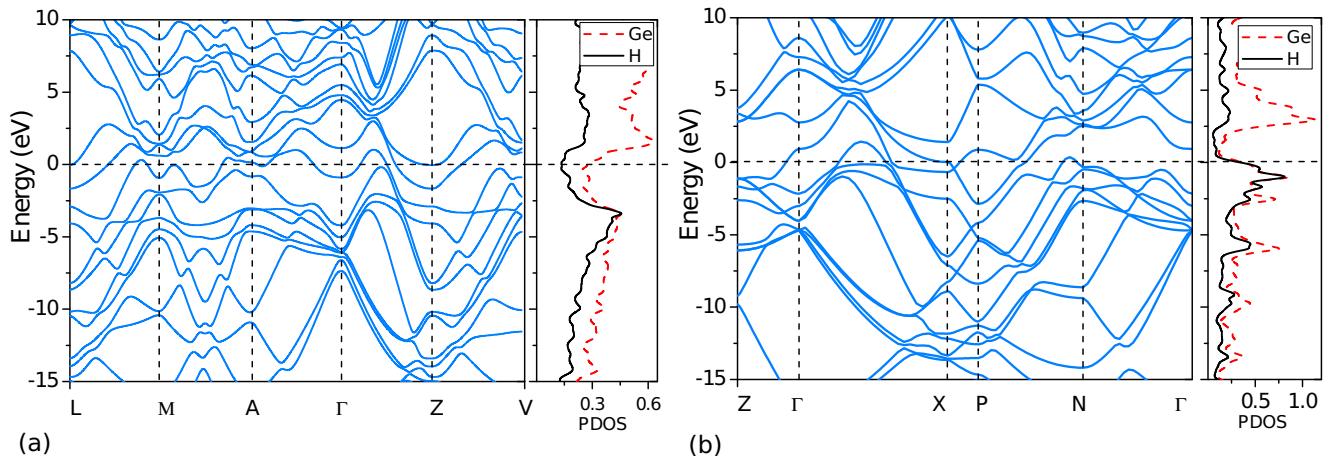 Energy (eV)
10
5
0
-5
-10
-15
L M A Γ Z V
Ge
H
0.3 0.6
PDOS
(a)
Energy (eV)
10
5
0
-5
-10
-15
Z Γ X P N Γ
Ge
H
0.5 1.0
PDOS
(b)